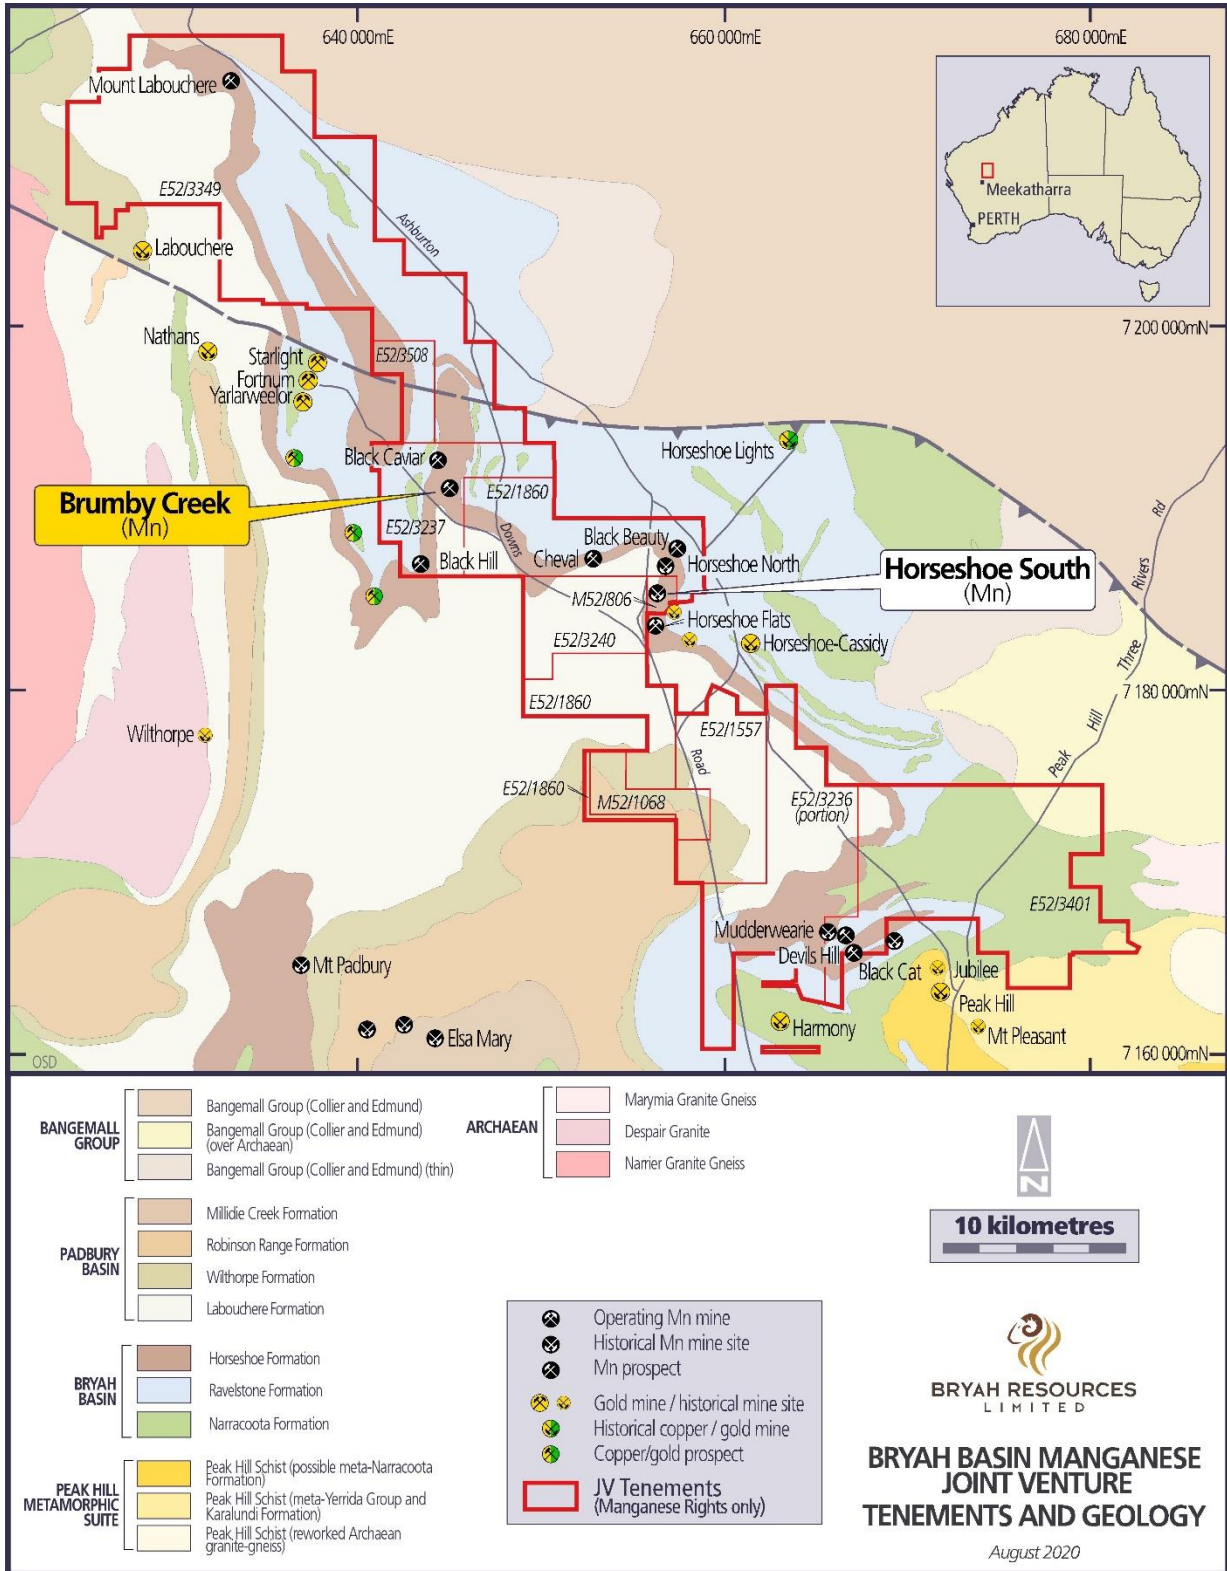 640 000mE
660 000mE
680 000mE
Mount Labouchere
E52/3349
Labouchere
Ashburton
Meekatharra
PERTH
7 200 000mN
Nathans
Starlight
Fortnum
Yarlarweelor
E52/3508
Black Caviar
Horseshoe Lights
E52/1860
Brumby Creek
(Mn)
E52/3237
Downs
Black Hill
Cheval
Black Beauty
Horseshoe North
Horseshoe South
(Mn)
M52/806
Horseshoe Flats
Horseshoe-Cassidy
E52/3240
E52/1860
Rd
Rivers
Three
Hill
Peak
7 180 000mN
Wilthorpe
E52/1557
Road
E52/1860
M52/1068
E52/3236
(portion)
E52/3401
Mudderwearie
Devils Hill
Black Cat
Jubilee
Peak Hill
Mt Pleasant
Harmony
Mt Padbury
Elsa Mary
OSD
7 160 000mN
BANGEMALL
GROUP
Bangemall Group (Collier and Edmund)
Bangemall Group (Collier and Edmund)
(over Archaean)
Bangemall Group (Collier and Edmund) (thin)
PADBURY
BASIN
Millidie Creek Formation
Robinson Range Formation
Wilthorpe Formation
Labouchere Formation
BRYAH
BASIN
Horseshoe Formation
Ravelstone Formation
Narracoota Formation
PEAK HILL
METAMORPHIC
SUITE
Peak Hill Schist (possible meta-Narracoota
Formation)
Peak Hill Schist (meta-Yerrida Group and
Karalundi Formation)
Peak Hill Schist (reworked Archaean
granite-gneiss)
ARCHAEAN
Marymia Granite Gneiss
Despair Granite
Narrier Granite Gneiss
Operating Mn mine
Historical Mn mine site
Mn prospect
Gold mine / historical mine site
Historical copper / gold mine
Copper/gold prospect
JV Tenements
(Manganese Rights only)
N
10 kilometres
BRYAH RESOURCES
LIMITED
BRYAH BASIN MANGANESE
JOINT VENTURE
TENEMENTS AND GEOLOGY
August 2020